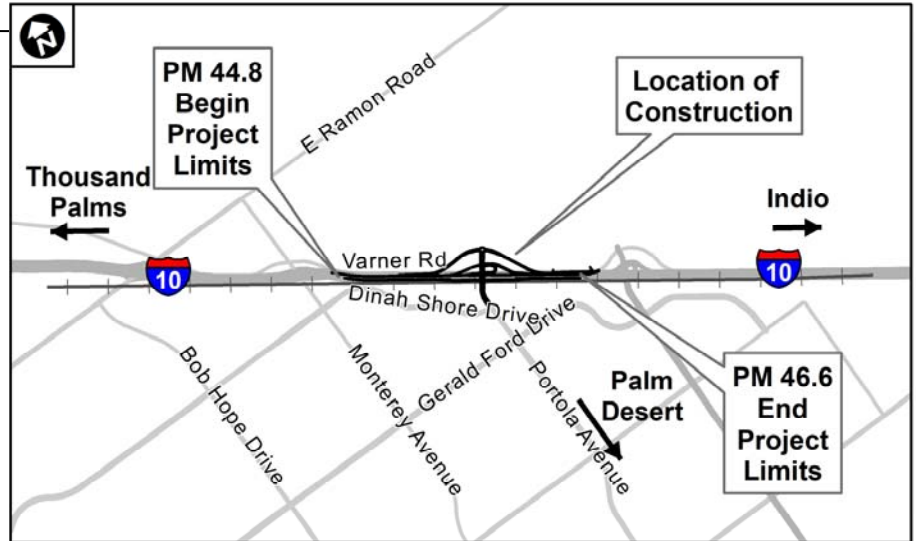 N
PM 44.8
Begin
Project
Limits
E Ramon Road
Location of
Construction
Thousand
Palms
Indio
10
Varner Rd
10
Dinah Shore Drive
Gerald Ford Drive
Bob Hope Drive
Monterey Avenue
Portola Avenue
Palm
Desert
PM 46.6
End
Project
Limits